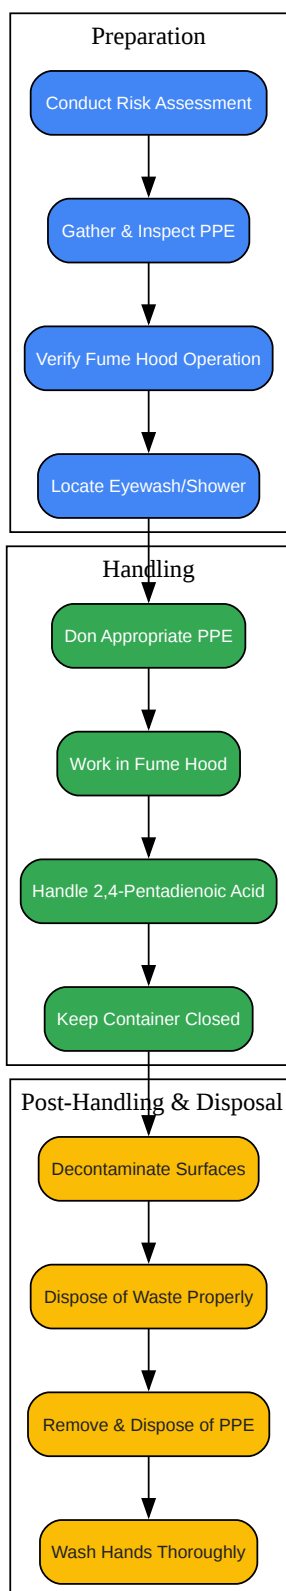 Preparation
Conduct Risk Assessment
Gather & Inspect PPE
Verify Fume Hood Operation
Locate Eyewash/Shower
Handling
Don Appropriate PPE
Work in Fume Hood
Handle 2,4-Pentadienoic Acid
Keep Container Closed
Post-Handling & Disposal
Decontaminate Surfaces
Dispose of Waste Properly
Remove & Dispose of PPE
Wash Hands Thoroughly